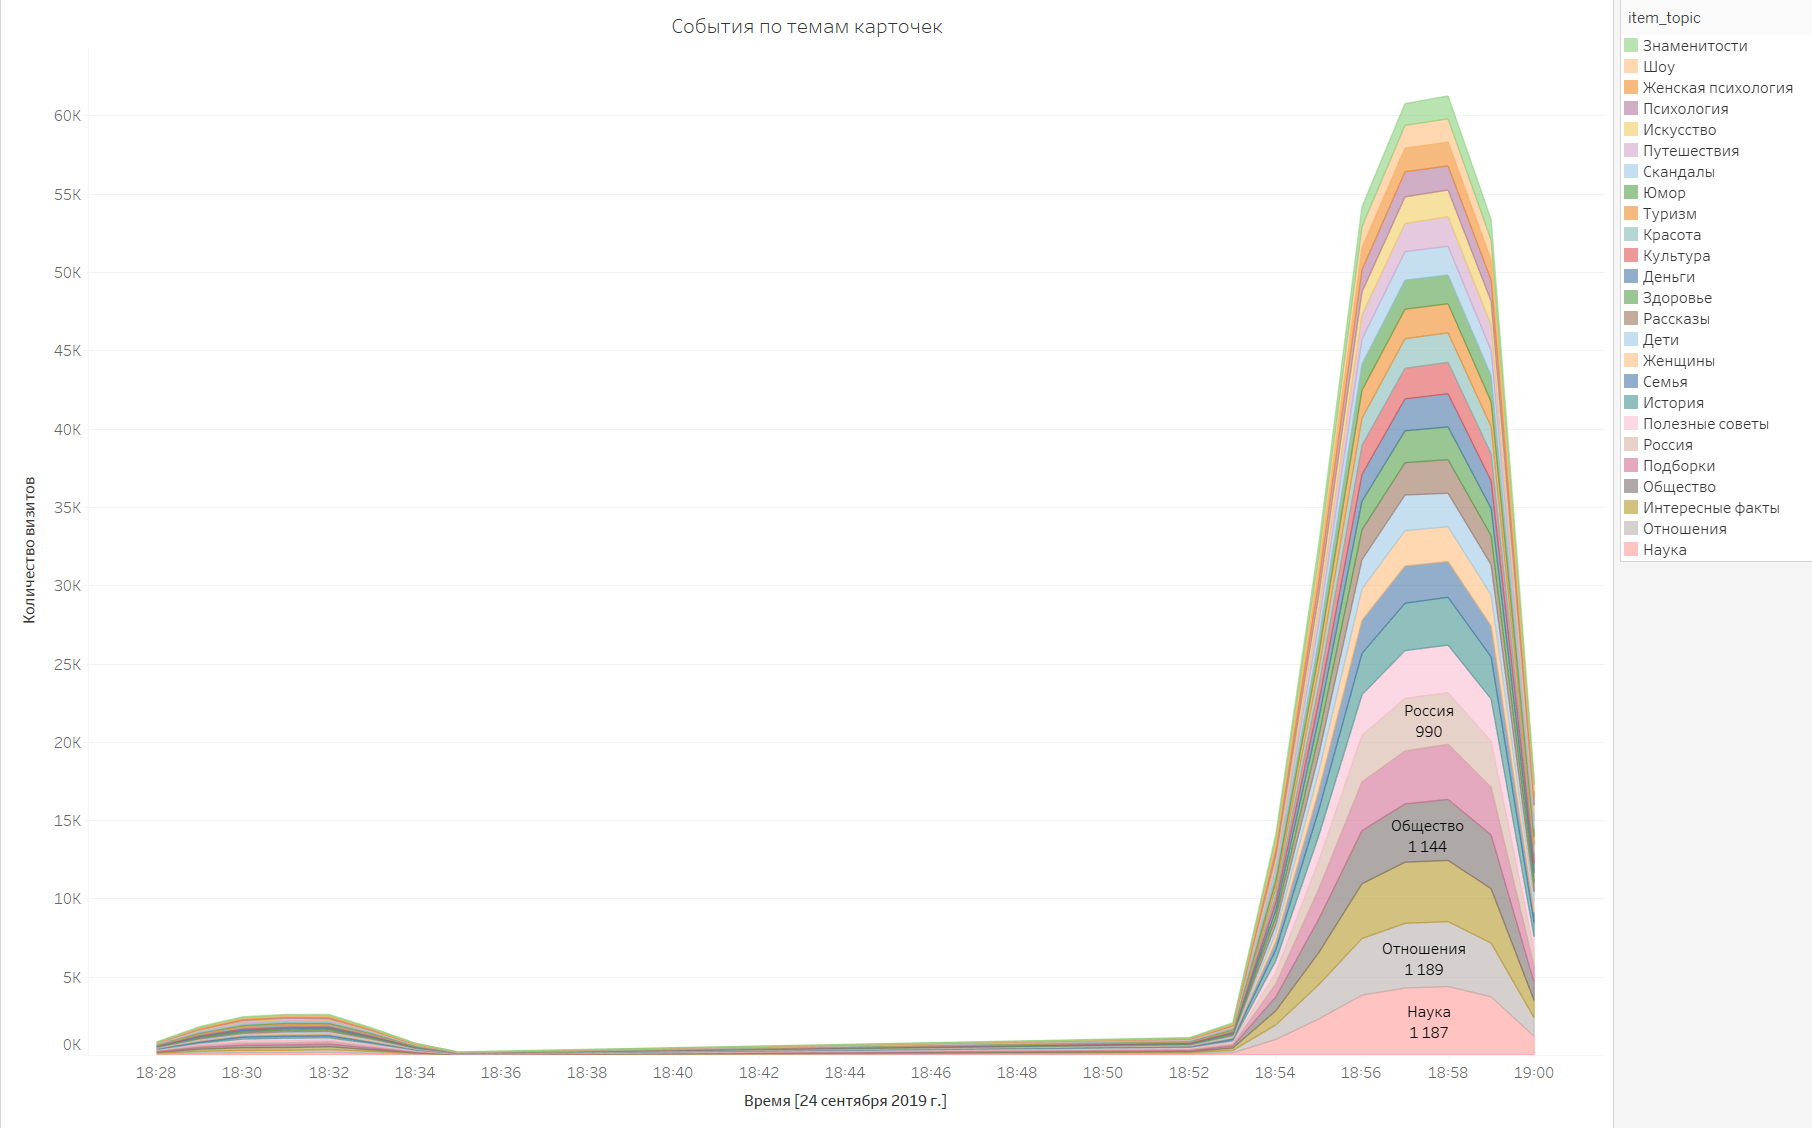 События по темам карточек
item_topic
Знаменитости
Шоу
Женская психология
Психология
Искусство
Путешествия
Скандалы
Юмор
Туризм
Красота
Культура
Деньги
Здоровье
Рассказы
Дети
Женщины
Семья
История
Полезные советы
Россия
Подборки
Общество
Интересные факты
Отношения
Наука
Количество визитов
60K
55K
50K
45K
40K
35K
30K
25K
20K
15K
10K
5K
0K
Россия
990
Общество
1 144
Отношения
1 189
Наука
1 187
18:28 18:30 18:32 18:34 18:36 18:38 18:40 18:42 18:44 18:46 18:48 18:50 18:52 18:54 18:56 18:58 19:00
Время [24 сентября 2019 г.]